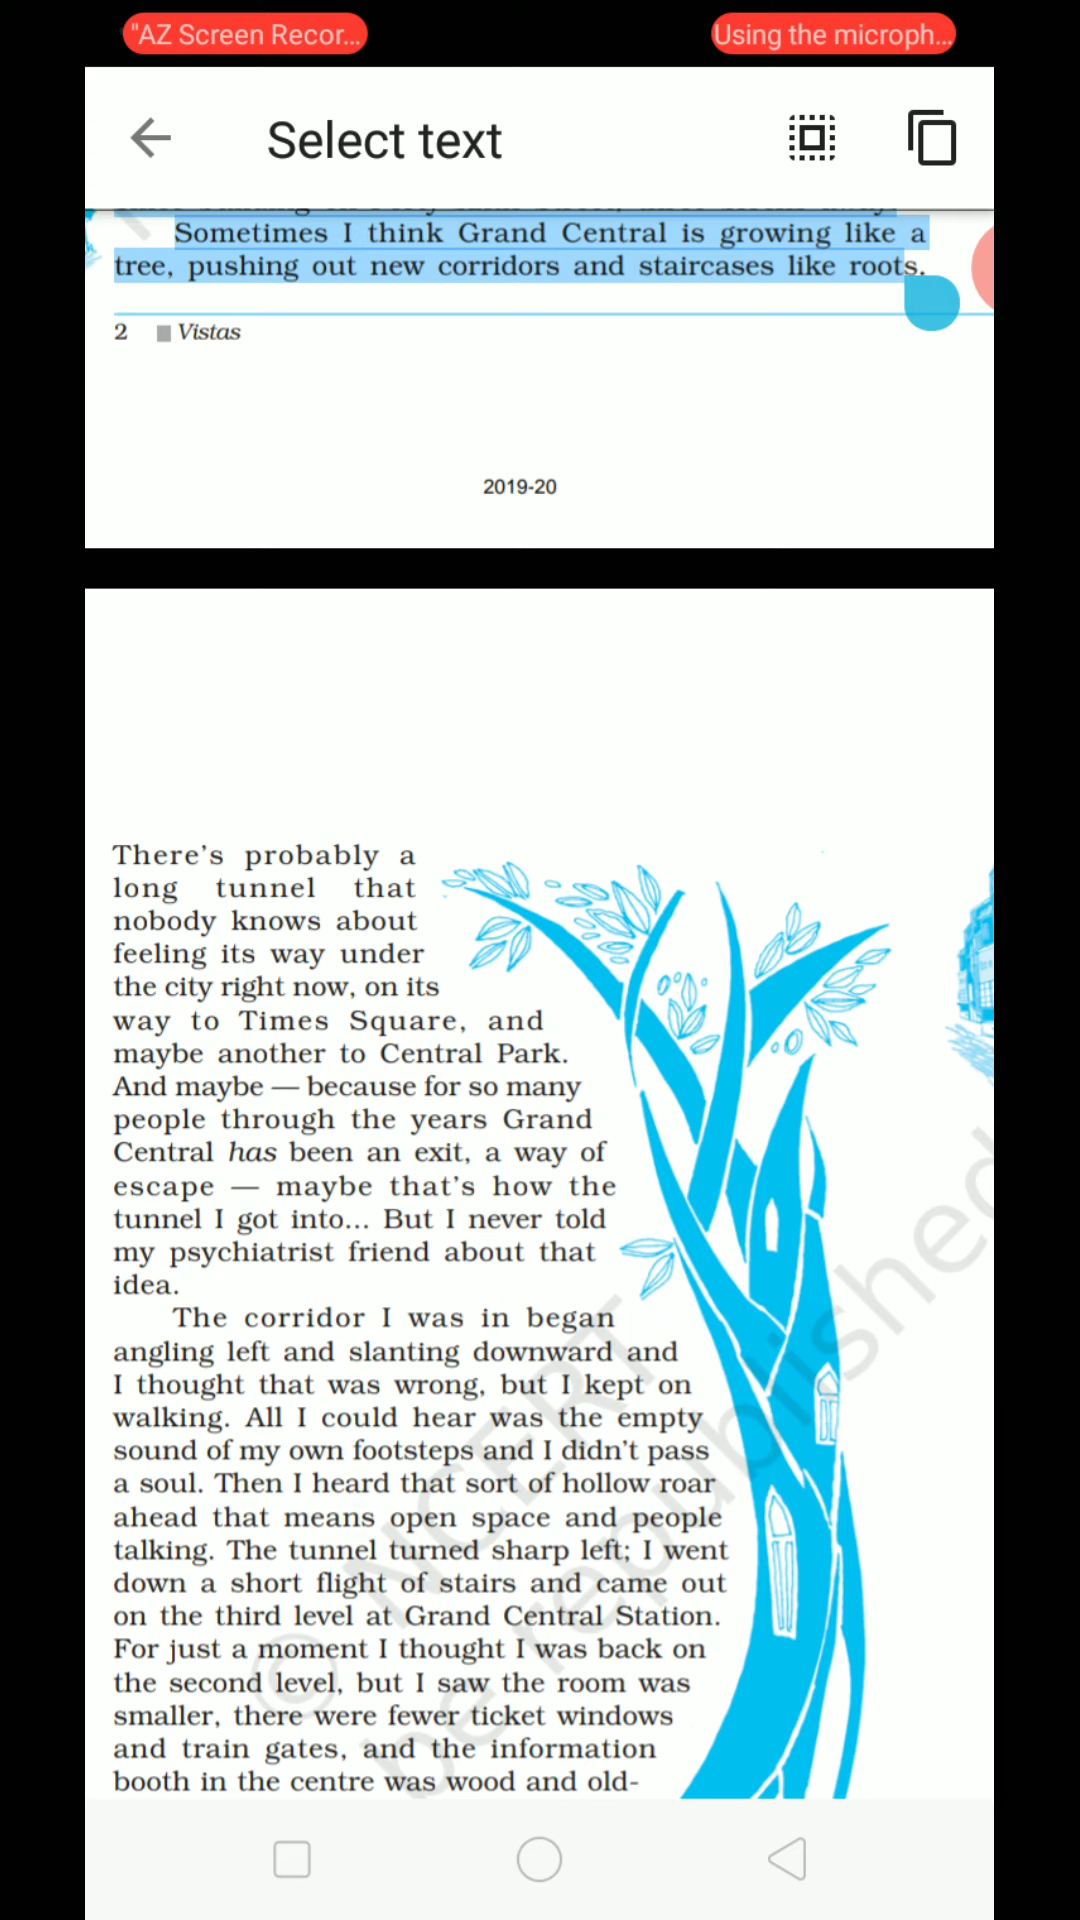 "AZ Screen Recor...
Using the microph...
Select text
Sometimes I think Grand Central is growing like a
tree, pushing out new corridors and staircases like roots.
2 Vistas
2019-20
There's probably a
long tunnel that
nobody knows about
feeling its way under
the city right now, on its
way to Times Square, and
maybe another to Central Park.
And maybe — because for so many
people through the years Grand
Central has been an exit, a way of
escape — maybe that's how the
tunnel I got into... But I never told
my psychiatrist friend about that
idea.
The corridor I was in began
angling left and slanting downward and
I thought that was wrong, but I kept on
walking. All I could hear was the empty
sound of my own footsteps and I didn't pass
a soul. Then I heard that sort of hollow roar
ahead that means open space and people
talking. The tunnel turned sharp left; I went
down a short flight of stairs and came out
on the third level at Grand Central Station.
For just a moment I thought I was back on
the second level, but I saw the room was
smaller, there were fewer ticket windows
and train gates, and the information
booth in the centre was wood and old-
© NCERT
be republished